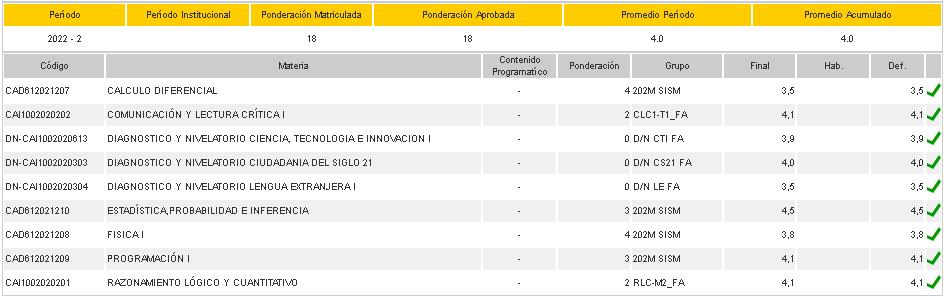 Período Período Institucional Ponderación Matriculada Ponderación Aprobada Promedio Período Promedio Acumulado
2022 - 2 18 18 4.0 4.0
Código Materia Contenido Programatíco Ponderación Grupo Final Hab. Def.
CAD612021207 CALCULO DIFERENCIAL - 4 202M SISM 3,5 3,5
CAI1002020202 COMUNICACIÓN Y LECTURA CRÍTICA I - 2 CLC1-T1_FA 4,1 4,1
DN-CAI1002020613 DIAGNOSTICO Y NIVELATORIO CIENCIA, TECNOLOGIA E INNOVACION I - 0 D/N CTI FA 3,9 3,9
DN-CAI1002020303 DIAGNOSTICO Y NIVELATORIO CIUDADANIA DEL SIGLO 21 - 0 D/N CS21 FA 4,0 4,0
DN-CAI1002020304 DIAGNOSTICO Y NIVELATORIO LENGUA EXTRANJERA I - 0 D/N LE FA 3,5 3,5
CAD612021210 ESTADÍSTICA,PROBABILIDAD E INFERENCIA - 3 202M SISM 4,5 4,5
CAD612021208 FISICA I - 4 202M SISM 3,8 3,8
CAD612021209 PROGRAMACIÓN I - 3 202M SISM 4,1 4,1
CAI1002020201 RAZONAMIENTO LÓGICO Y CUANTITATIVO - 2 RLC-M2_FA 4,1 4,1